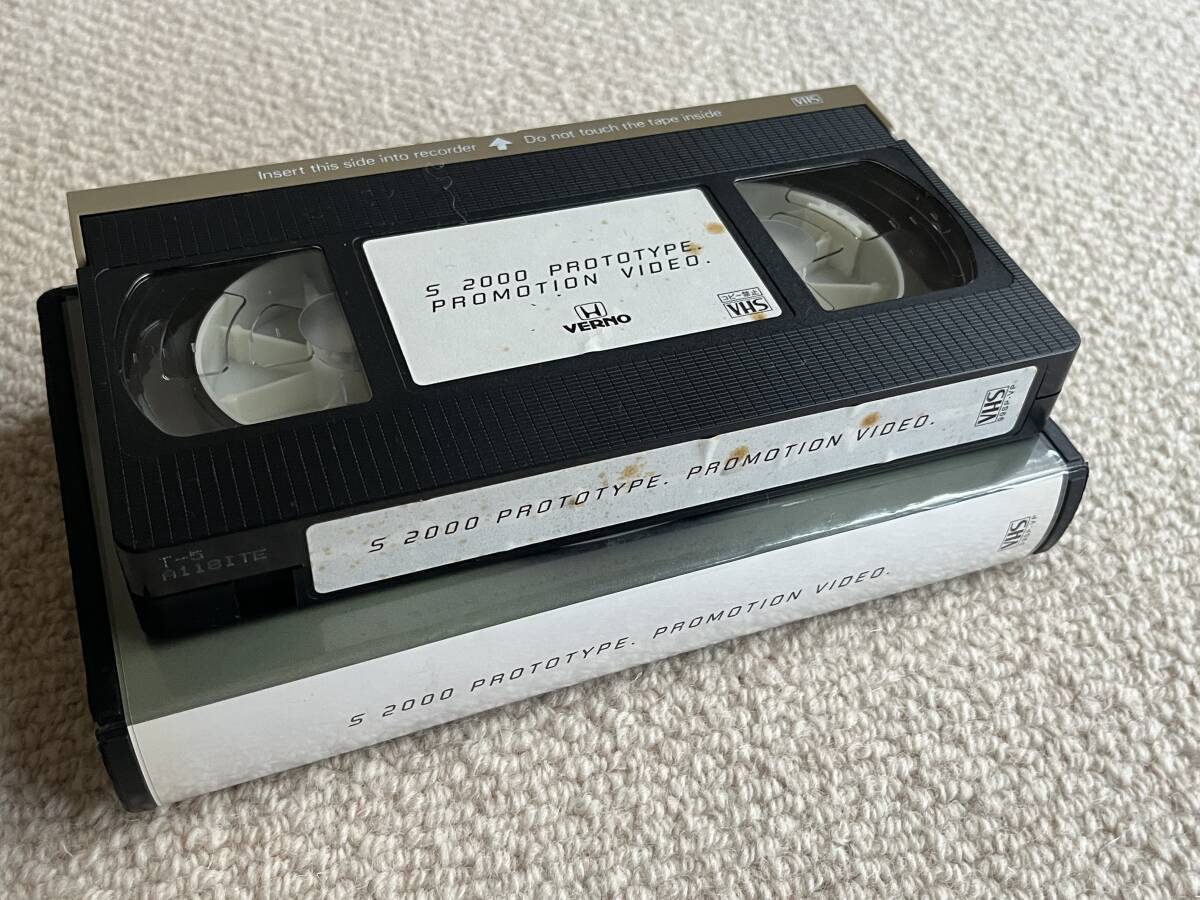 Insert this side into recorder Do not touch the tape inside
VHS
S 2000 PROTOTYPE.
PROMOTION VIDEO.
VERNO
コピー禁止
VHS
S 2000 PROTOTYPE. PROMOTION VIDEO.
VHS
T-5
A118ITE
S 2000 PROTOTYPE. PROMOTION VIDEO.
VHS